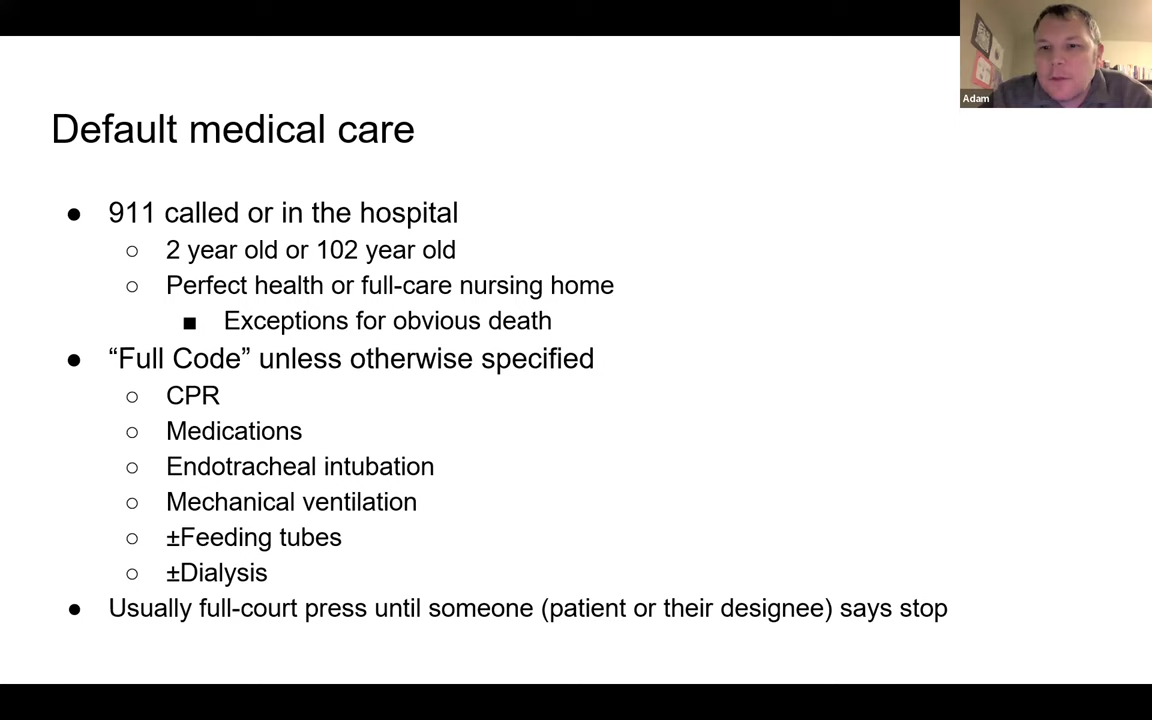 Adam
Default medical care
● 911 called or in the hospital
○ 2 year old or 102 year old
○ Perfect health or full-care nursing home
■ Exceptions for obvious death
● “Full Code” unless otherwise specified
○ CPR
○ Medications
○ Endotracheal intubation
○ Mechanical ventilation
○ ±Feeding tubes
○ ±Dialysis
● Usually full-court press until someone (patient or their designee) says stop